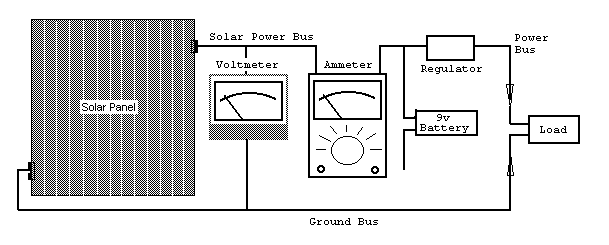 Solar Power Bus
Power
Bus
Voltmeter
Ammeter
Regulator
Solar Panel
9v
Battery
Load
Ground Bus